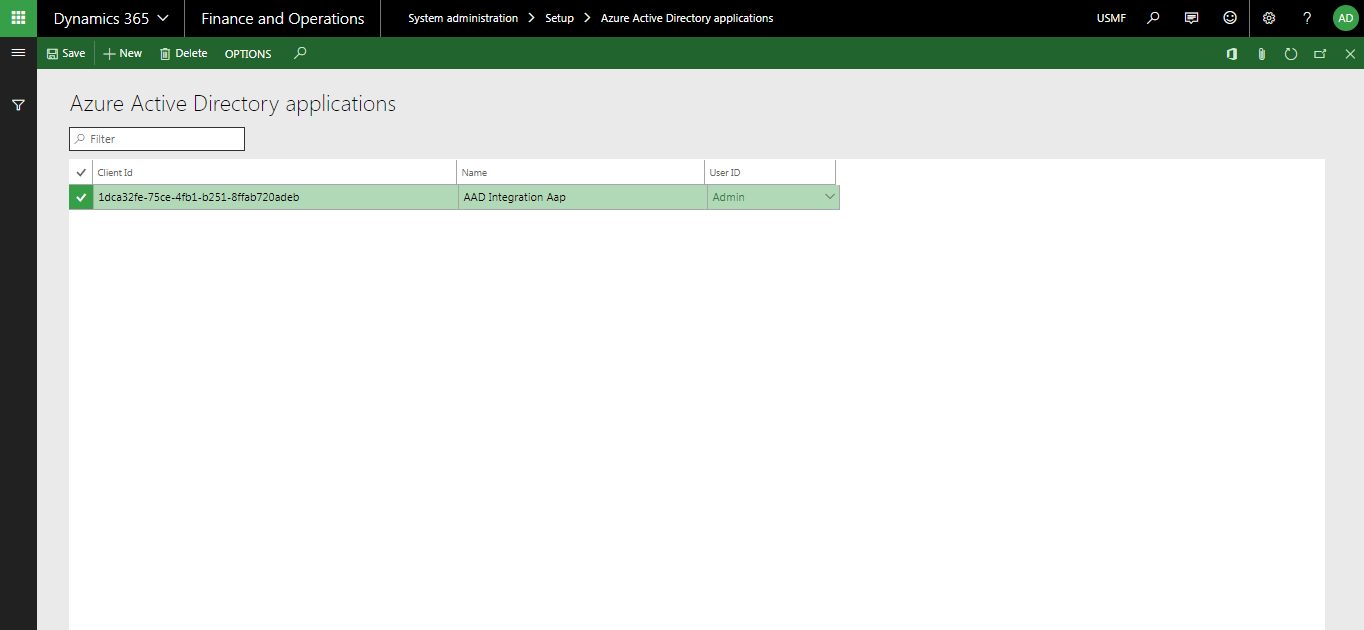 Dynamics 365 Finance and Operations System administration Setup Azure Active Directory applications USMF ? AD
Save New Delete OPTIONS
Azure Active Directory applications
Filter
Client Id Name User ID
1dca32fe-75ce-4fb1-b251-8ffab720adeb AAD Integration Aap Admin